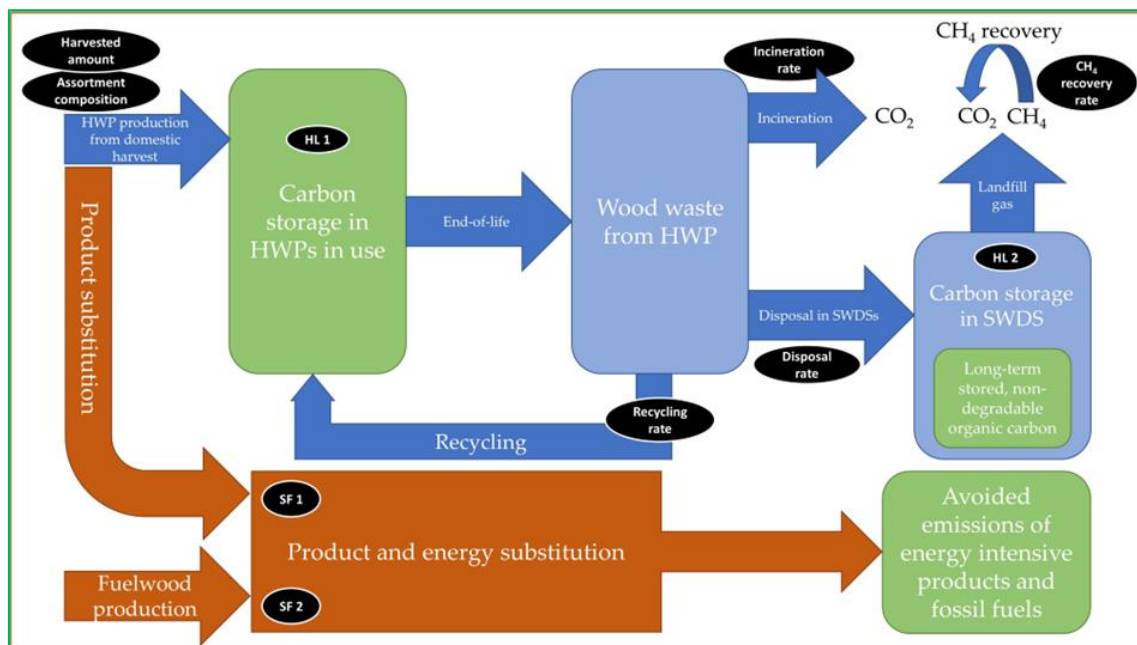 Harvested
amount
Assortment
composition
HWP production
from domestic
harvest
HL 1
Carbon
storage in
HWPs in use
End-of-life
Wood waste
from HWP
Incineration
rate
Incineration
CO₂
CH₄ recovery
CH₄
recovery
rate
CO₂ CH₄
Landfill
gas
HL 2
Carbon storage
in SWDS
Long-term
stored, non-
degradable
organic carbon
Disposal in SWDSs
Disposal
rate
Recycling
rate
Recycling
Product substitution
SF 1
Product and energy substitution
SF 2
Fuelwood
production
Avoided
emissions of
energy intensive
products and
fossil fuels